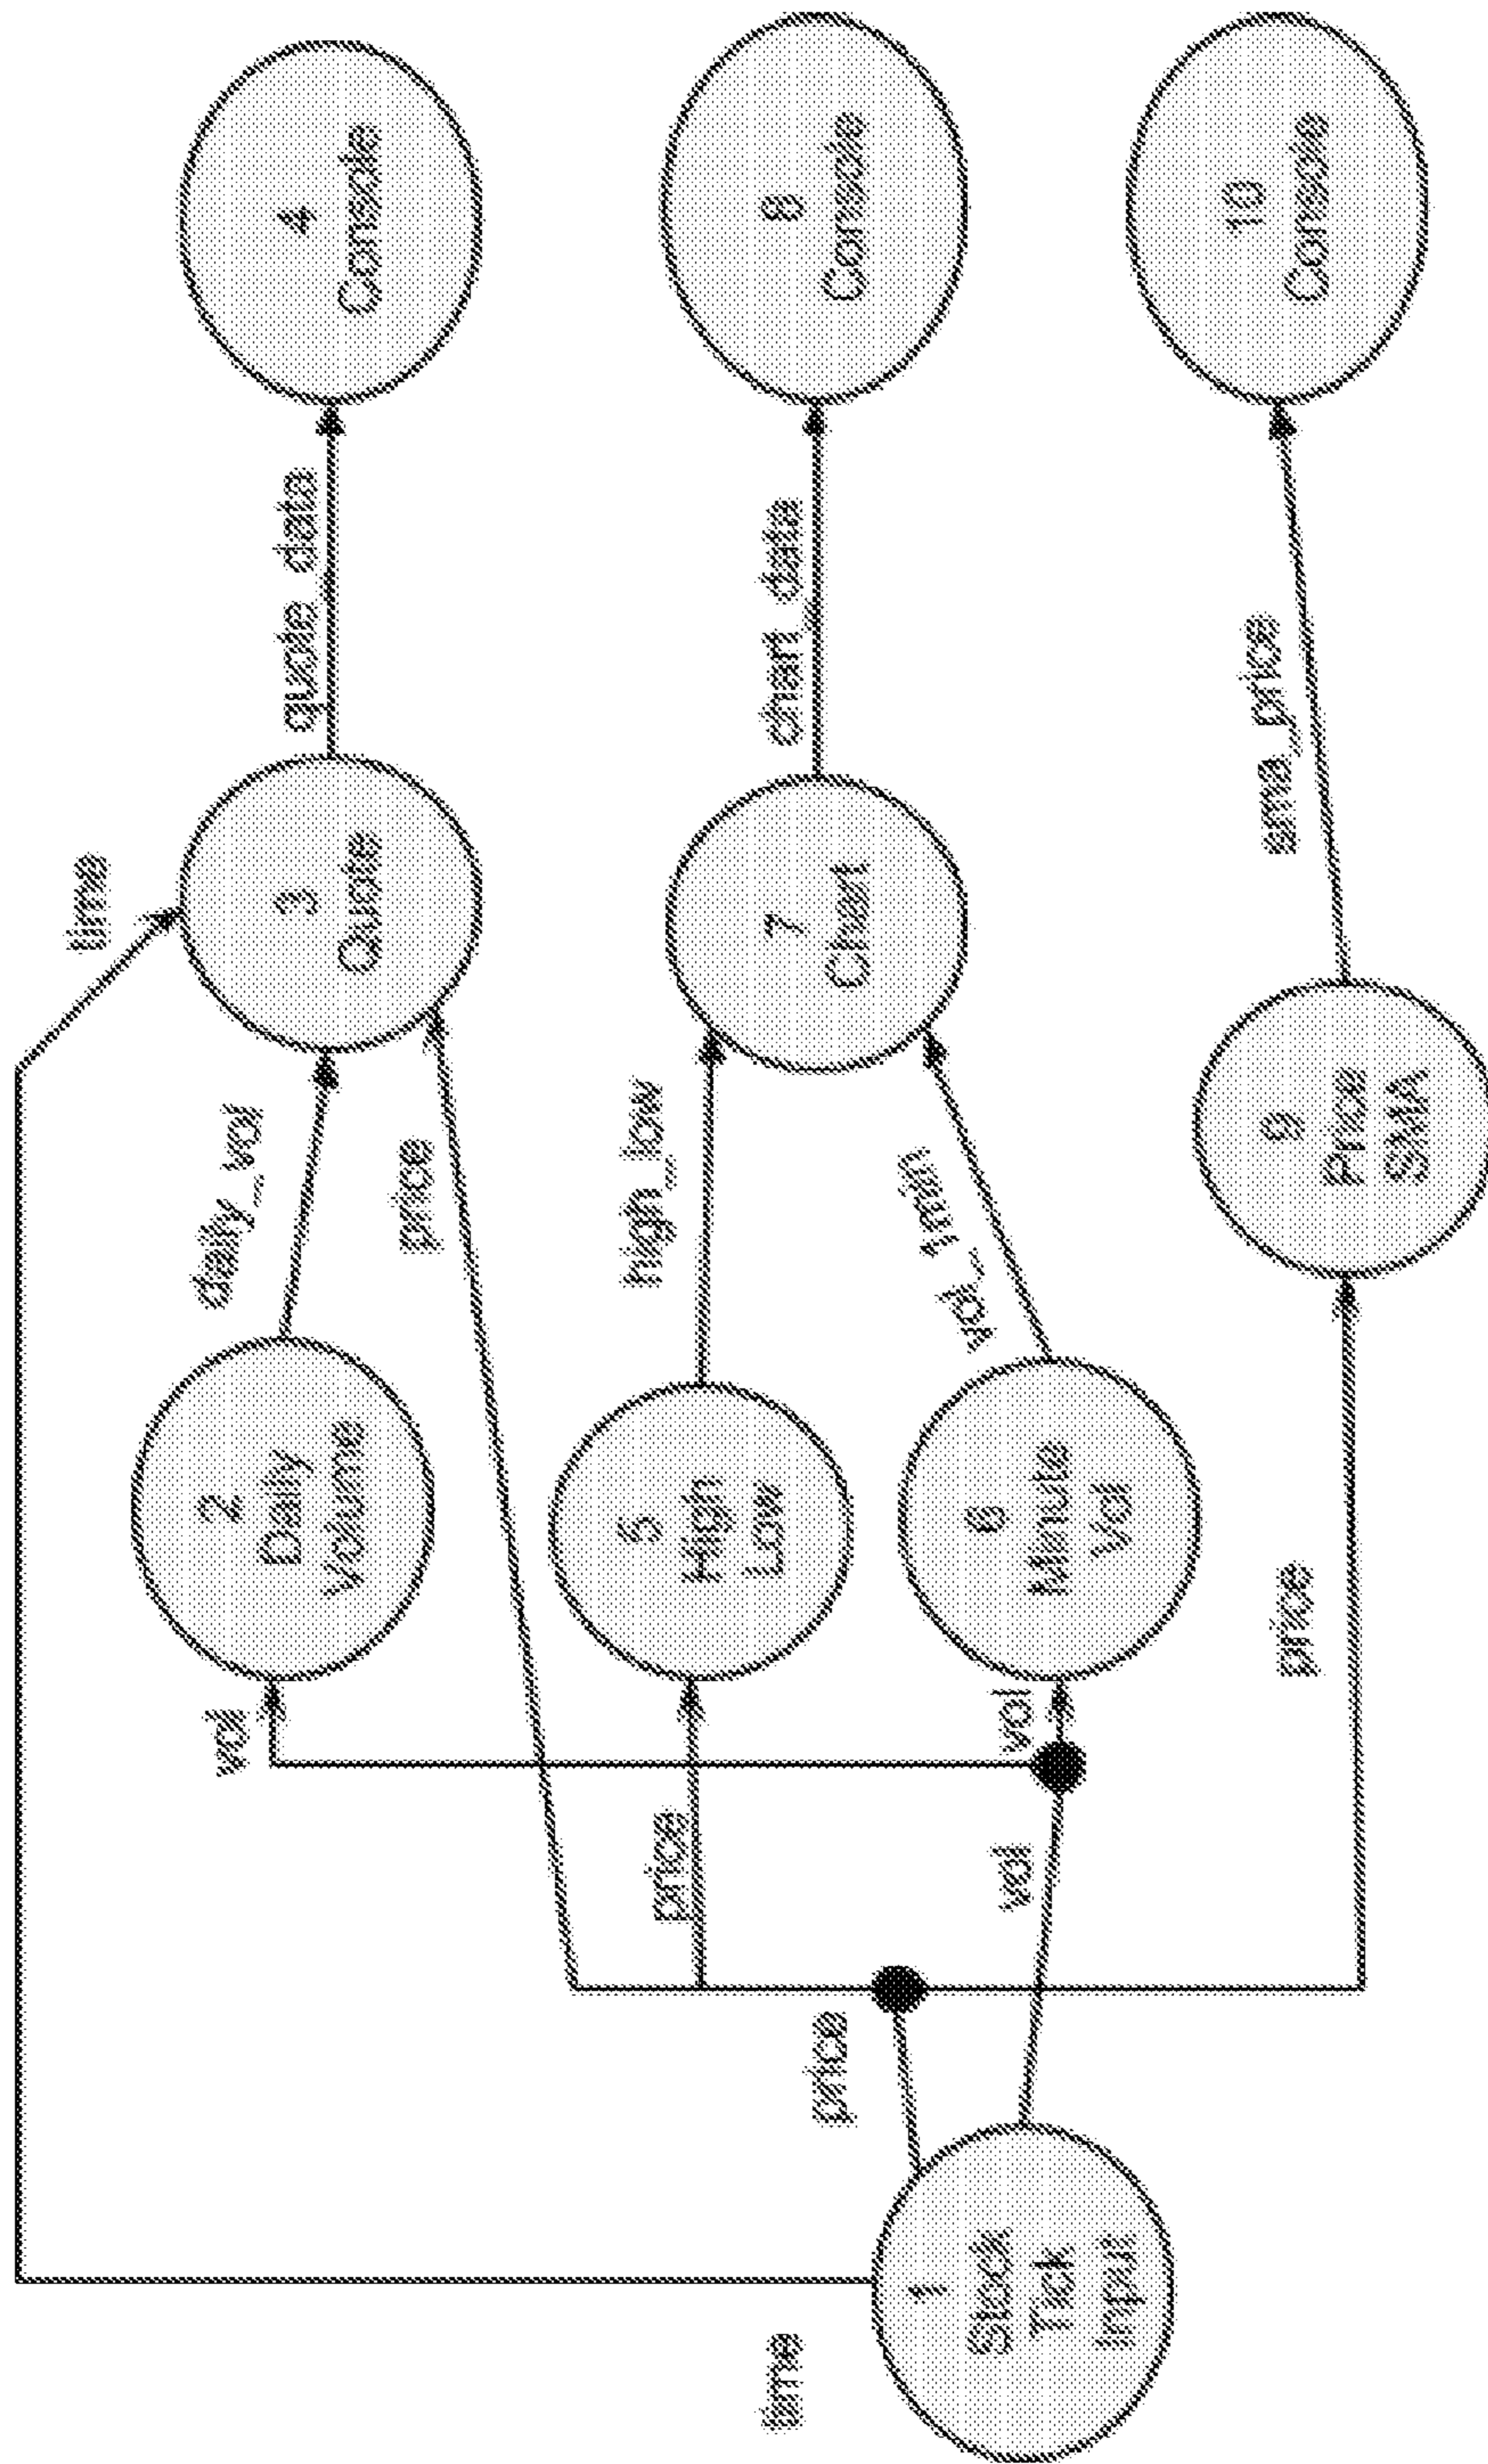 time
1
Stock
Tick
Input
price
vol
vol
2
Daily
Volume
daily_vol
time
price
3
Quote
quote_data
4
Console
price
5
High
Low
high_low
vol
6
Minute
Vol
vol_1min
7
Chart
chart_data
8
Console
price
9
Price
SMA
sma_price
10
Console